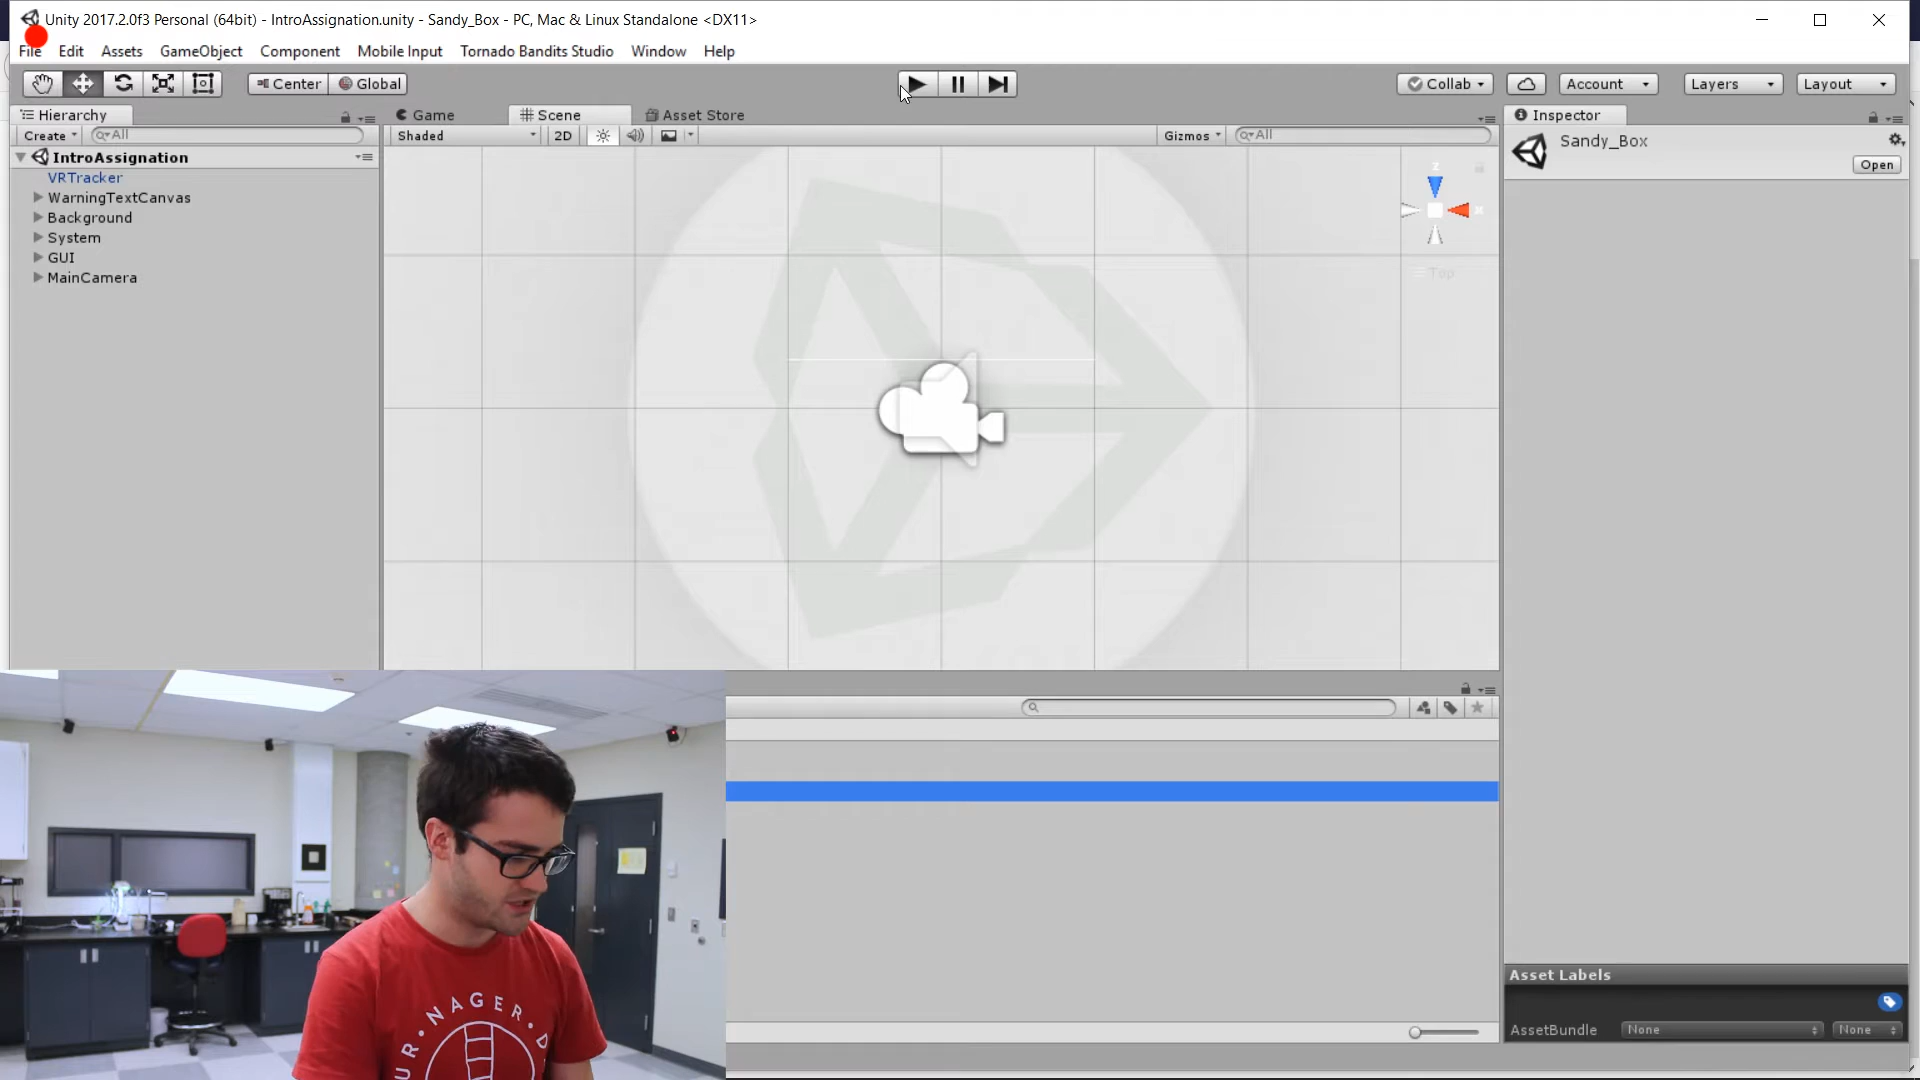 Unity 2017.2.0f3 Personal (64bit) - IntroAssignation.unity - Sandy_Box - PC, Mac & Linux Standalone <DX11>
File Edit Assets GameObject Component Mobile Input Tornado Bandits Studio Window Help
Center Global Collab Account Layers Layout
Hierarchy Game Scene Asset Store Inspector
Create All Shaded 2D Gizmos All
Sandy_Box
Open
IntroAssignation
VRTracker
WarningTextCanvas
Background
System
GUI
MainCamera
z
x
Top
NAGER
Asset Labels
AssetBundle None None